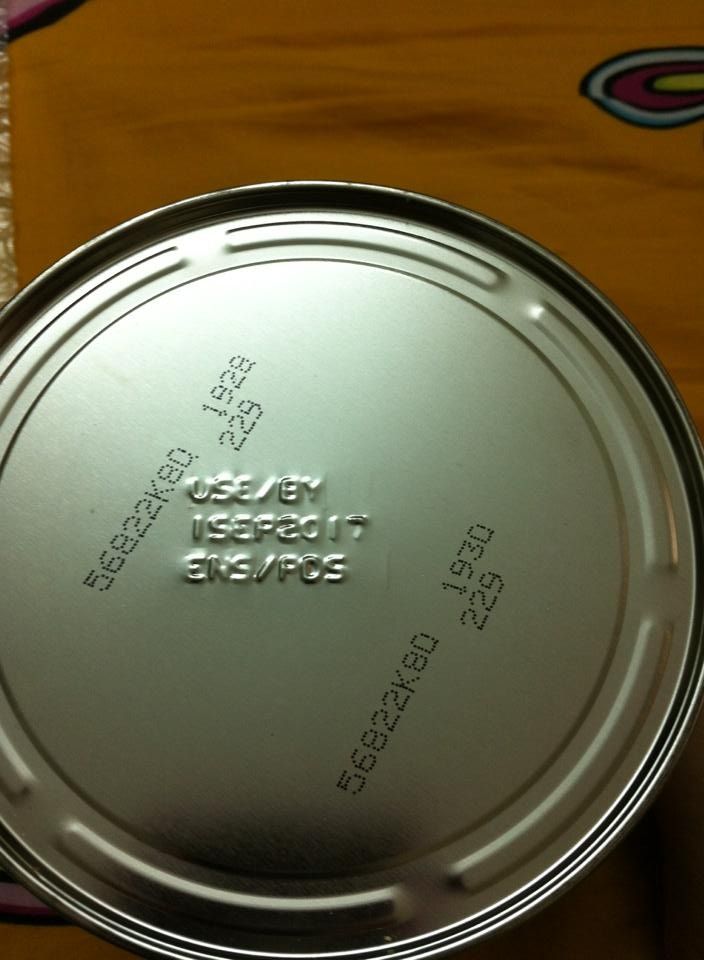 56822K8D 1928
229
USE/BY
1SEP2017
ENS/PDS
56822K8D 1930
229